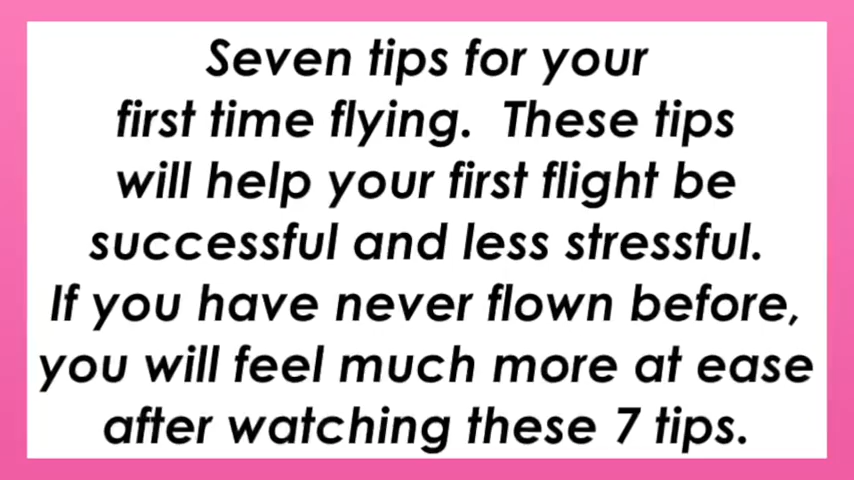 Seven tips for your
first time flying.  These tips
will help your first flight be
successful and less stressful.
If you have never flown before,
you will feel much more at ease
after watching these 7 tips.